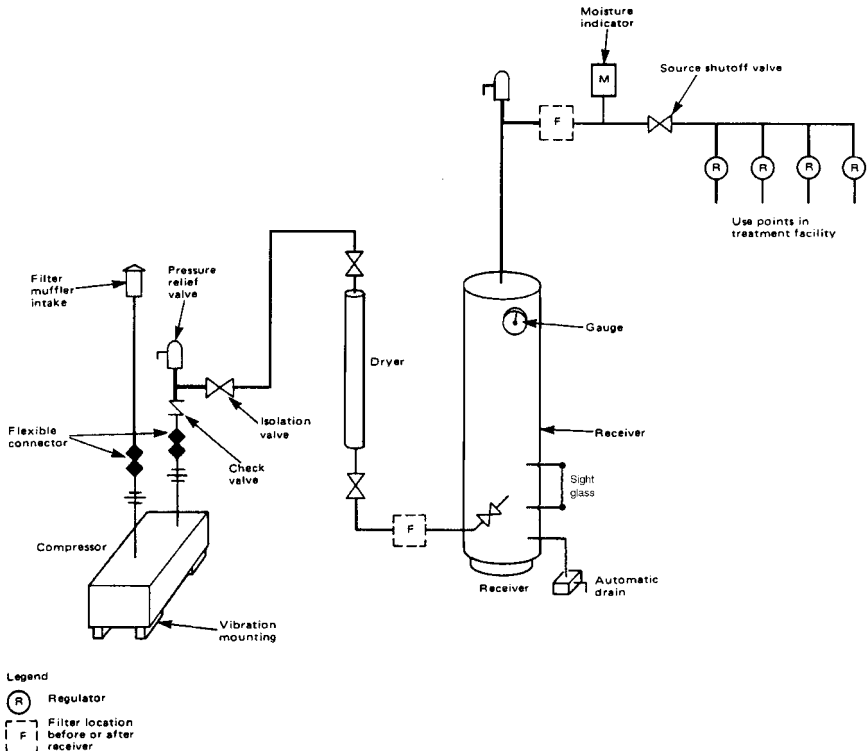 Moisture
indicator
M
Source shutoff valve
F
R
R
R
R
Use points in
treatment facility
Filter
muffler
intake
Pressure
relief
valve
Gauge
Dryer
Isolation
valve
Flexible
connector
Check
valve
Receiver
Sight
glass
F
Compressor
Receiver
Automatic
drain
Vibration
mounting
Legend
R Regulator
F Filter location
before or after
receiver